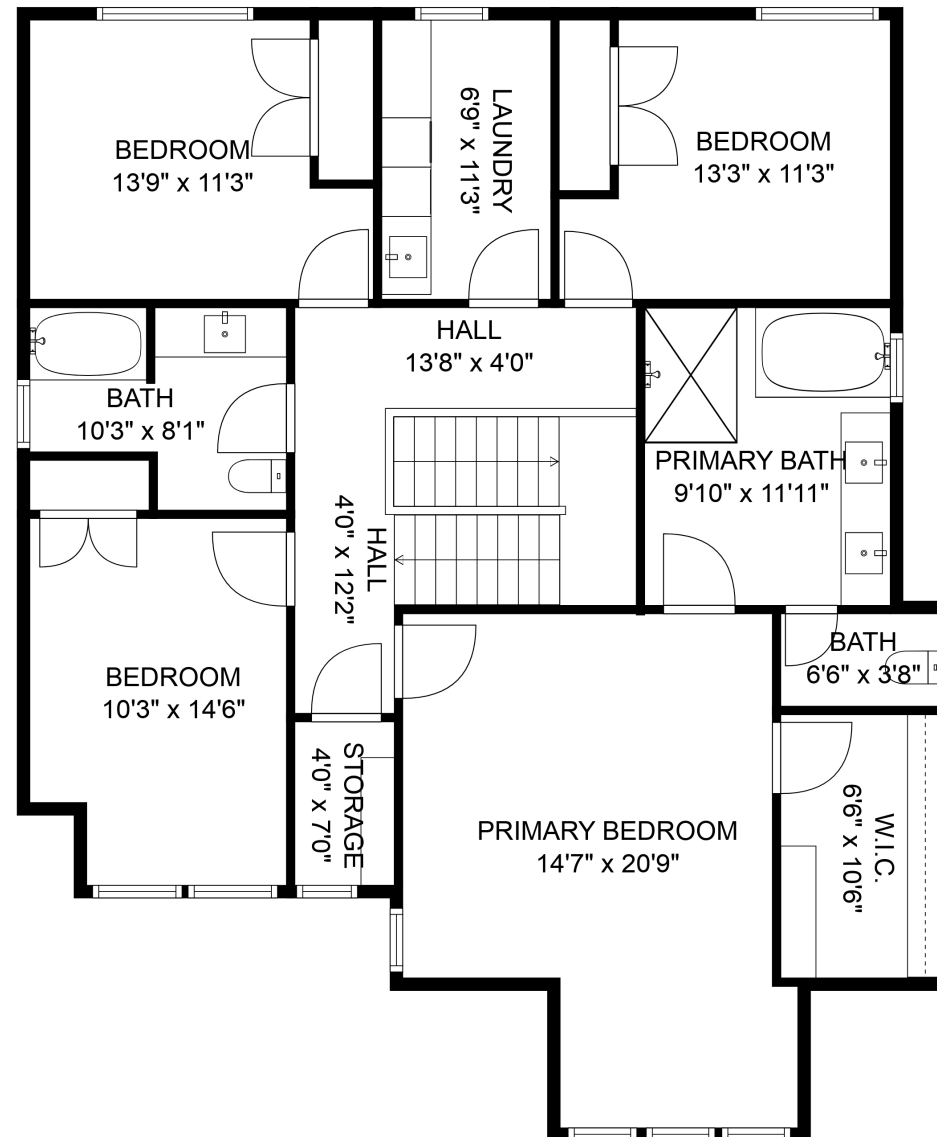 BEDROOM
13'9" x 11'3"
LAUNDRY
6'9" x 11'3"
BEDROOM
13'3" x 11'3"
HALL
13'8" x 4'0"
BATH
10'3" x 8'1"
PRIMARY BATH
9'10" x 11'11"
HALL
4'0" x 12'2"
BEDROOM
10'3" x 14'6"
BATH
6'6" x 3'8"
STORAGE
4'0" x 7'0"
PRIMARY BEDROOM
14'7" x 20'9"
W.I.C.
6'6" x 10'6"